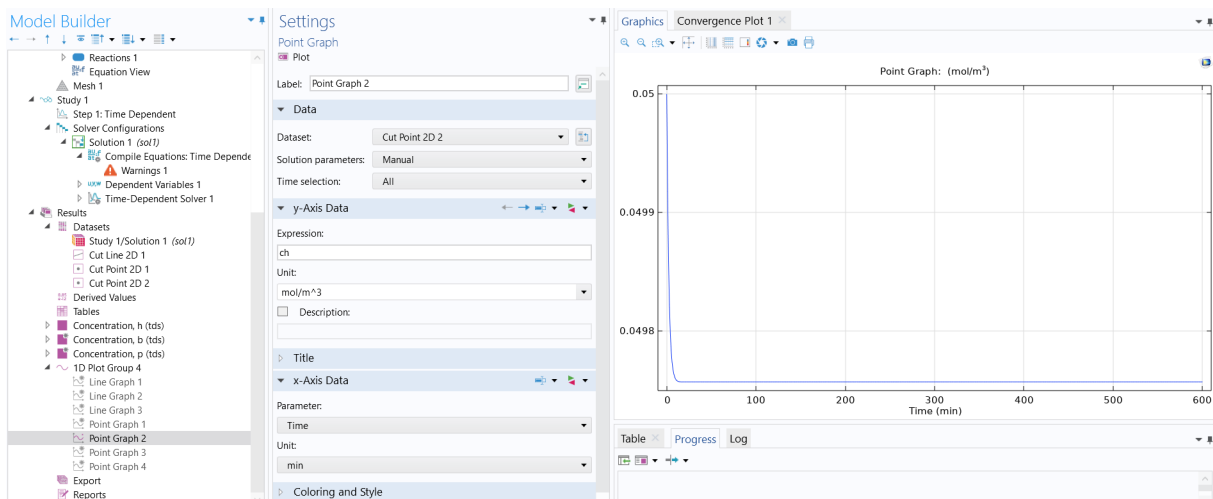 Model Builder
Reactions 1
Equation View
Mesh 1
Study 1
Step 1: Time Dependent
Solver Configurations
Solution 1 (sol1)
Compile Equations: Time Depende
Warnings 1
Dependent Variables 1
Time-Dependent Solver 1
Results
Datasets
Study 1/Solution 1 (sol1)
Cut Line 2D 1
Cut Point 2D 1
Cut Point 2D 2
Derived Values
Tables
Concentration, h (tds)
Concentration, b (tds)
Concentration, p (tds)
1D Plot Group 4
Line Graph 1
Line Graph 2
Line Graph 3
Point Graph 1
Point Graph 2
Point Graph 3
Point Graph 4
Export
Reports
Settings
Point Graph
Plot
Label: Point Graph 2
Data
Dataset: Cut Point 2D 2
Solution parameters: Manual
Time selection: All
y-Axis Data
Expression:
ch
Unit:
mol/m^3
Description:
Title
x-Axis Data
Parameter:
Time
Unit:
min
Coloring and Style
Graphics Convergence Plot 1
Point Graph: (mol/m³)
0.05
0.0499
0.0498
0 100 200 300 400 500 600
Time (min)
Table Progress Log